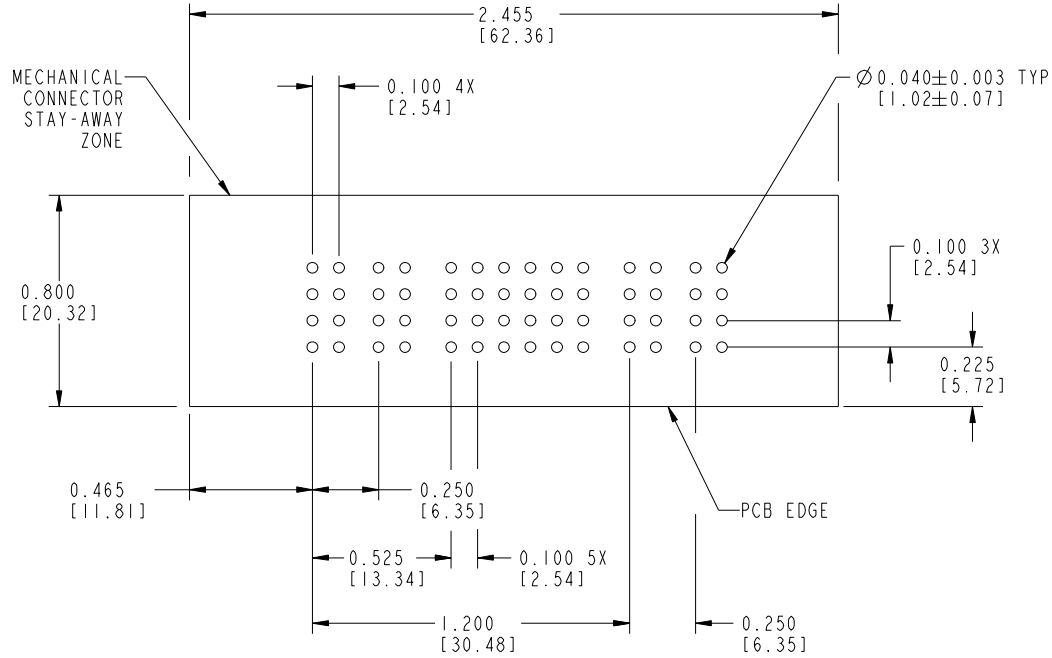 2.455
[62.36]
MECHANICAL
CONNECTOR
STAY-AWAY
ZONE
0.100 4X
[2.54]
Ø 0.040±0.003 TYP
[1.02±0.07]
0.800
[20.32]
0.100 3X
[2.54]
0.225
[5.72]
0.465
[11.81]
0.250
[6.35]
PCB EDGE
0.525
[13.34]
0.100 5X
[2.54]
1.200
[30.48]
0.250
[6.35]